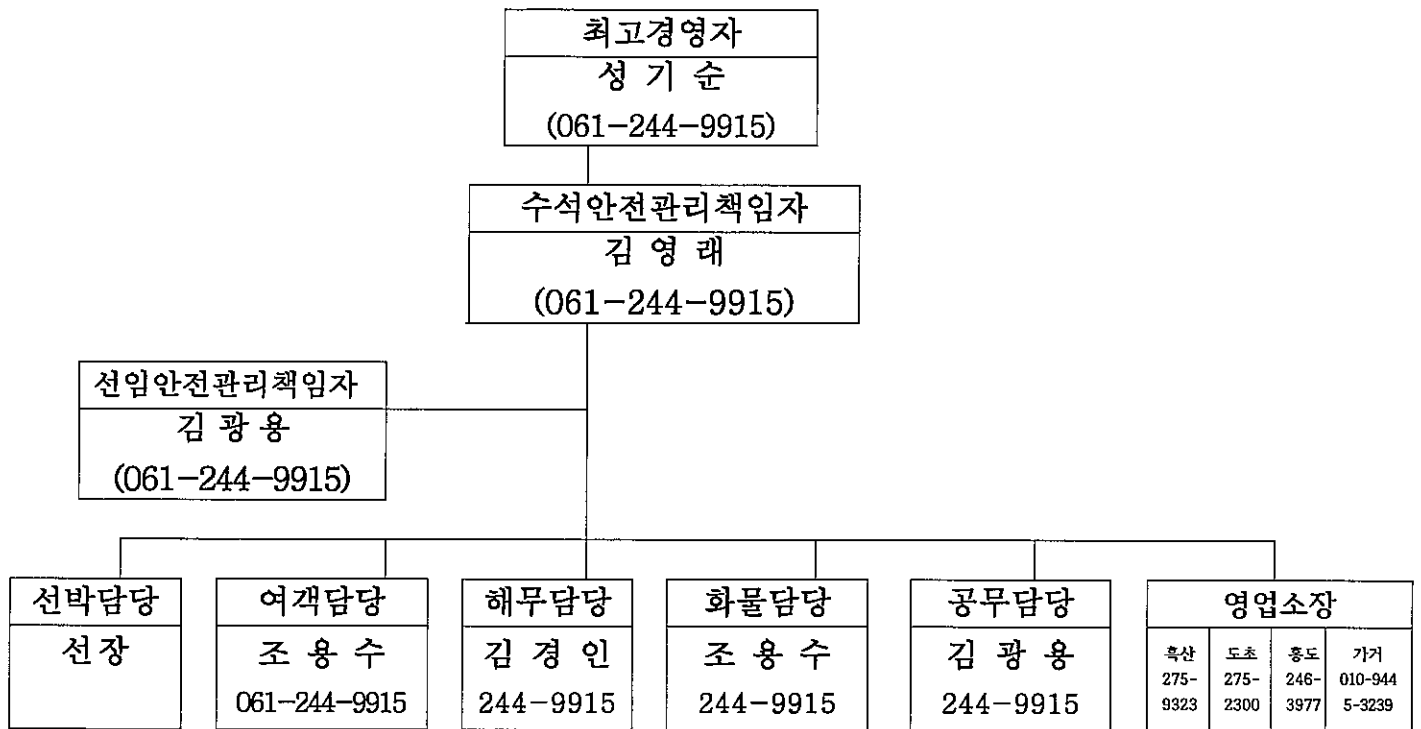 최고경영자
성 기 순
(061-244-9915)
수석안전관리책임자
김 영 래
(061-244-9915)
선임안전관리책임자
김 광 용
(061-244-9915)
선박담당
선장
여객담당
조 용 수
061-244-9915
해무담당
김 경 인
244-9915
화물담당
조 용 수
244-9915
공무담당
김 광 용
244-9915
영업소장
흑산
275-
9323
도초
275-
2300
홍도
246-
3977
가거
010-944
5-3239